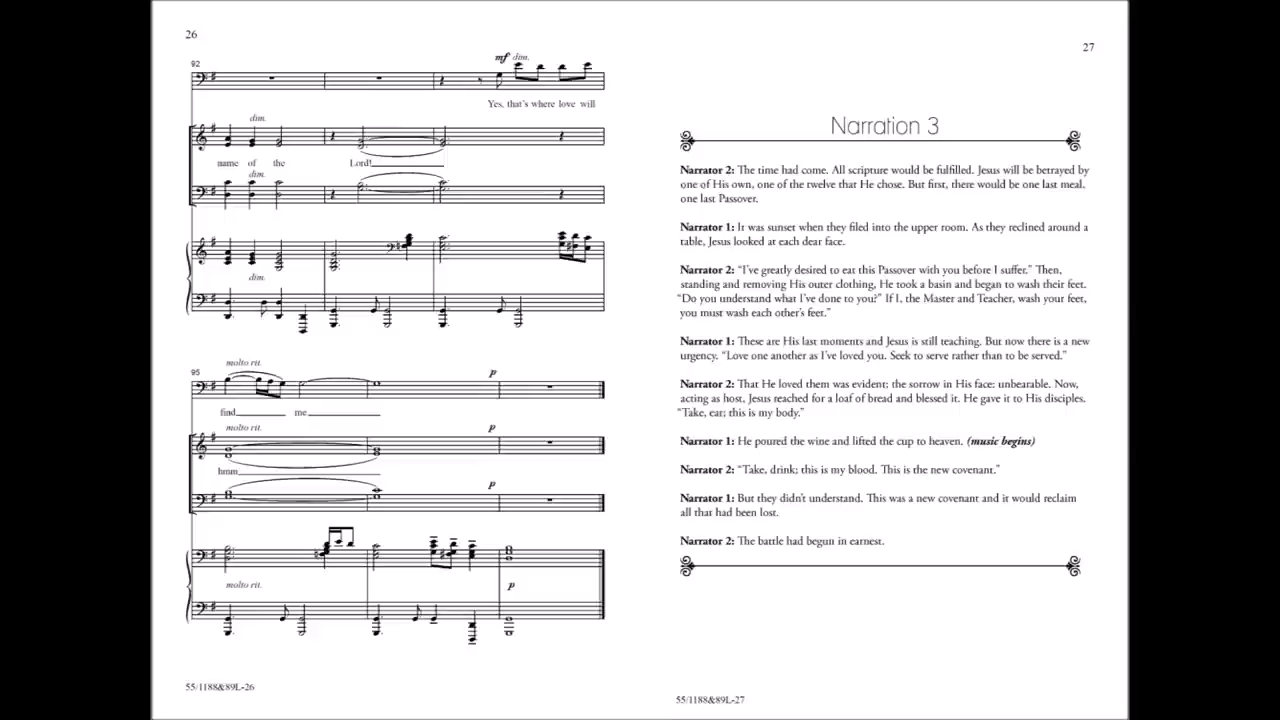 26
92
mf dim.
Yes, that's where love will
dim.
name of the Lord!
dim.
dim.
molto rit.
95
p
find me
molto rit.
p
hmm
p
molto rit.
p
55/1188&89L-26
27
Narration 3
Narrator 2: The time had come. All scripture would be fulfilled. Jesus will be betrayed by
one of His own, one of the twelve that He chose. But first, there would be one last meal,
one last Passover.
Narrator 1: It was sunset when they filed into the upper room. As they reclined around a
table, Jesus looked at each dear face.
Narrator 2: “I’ve greatly desired to eat this Passover with you before I suffer.” Then,
standing and removing His outer clothing, He took a basin and began to wash their feet.
“Do you understand what I’ve done to you?” If I, the Master and Teacher, wash your feet,
you must wash each other’s feet.”
Narrator 1: These are His last moments and Jesus is still teaching. But now there is a new
urgency. “Love one another as I’ve loved you. Seek to serve rather than to be served.”
Narrator 2: That He loved them was evident; the sorrow in His face: unbearable. Now,
acting as host, Jesus reached for a loaf of bread and blessed it. He gave it to His disciples.
“Take, eat; this is my body.”
Narrator 1: He poured the wine and lifted the cup to heaven. (music begins)
Narrator 2: “Take, drink; this is my blood. This is the new covenant.”
Narrator 1: But they didn’t understand. This was a new covenant and it would reclaim
all that had been lost.
Narrator 2: The battle had begun in earnest.
55/1188&89L-27